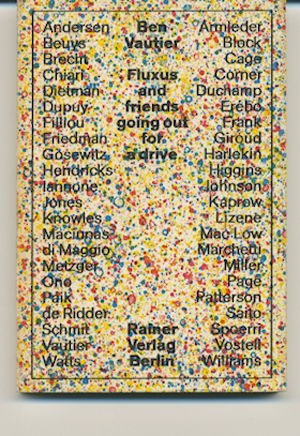 Andersen
Beuys
Brecht
Chiari
Dietman
Dupuy
Filliou
Friedman
Gosewitz
Hendricks
Iannone
Jones
Knowles
Maciunas
di Maggio
Metzger
Ono
Paik
de Ridder
Schmit
Vautier
Watts
Ben
Vautier
Fluxus
and
friends
going out
for
a drive
Rainer
Verlag
Berlin
Armleder
Block
Cage
Corner
Duchamp
Erebo
Frank
Giroud
Harlekin
Higgins
Johnson
Kaprow
Lizene
Mac Low
Marchetti
Miller
Page
Patterson
Saito
Spoerri
Vostell
Williams